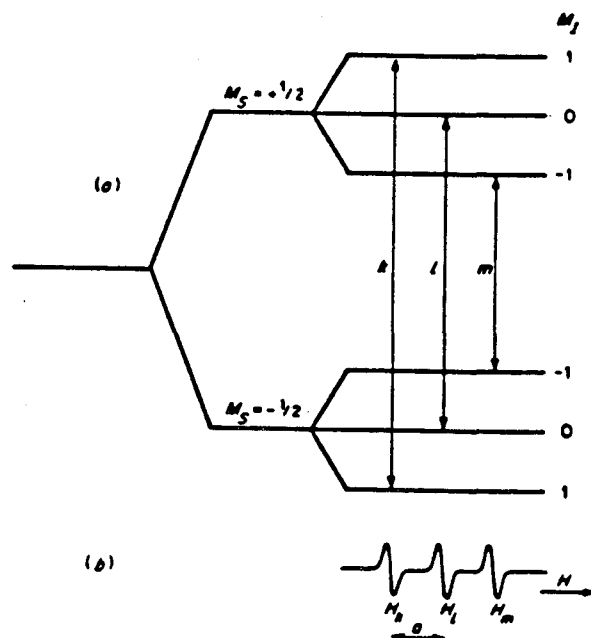 M_I
1
M_S = +1/2
0
(a)
-1
k
l
m
-1
M_S = -1/2
0
1
(b)
H
H_k H_l H_m
a